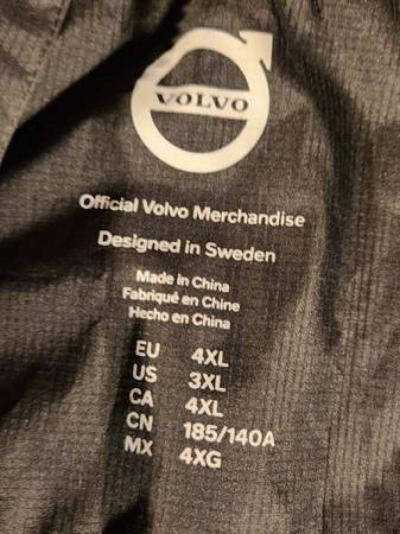 VOLVO
Official Volvo Merchandise
Designed in Sweden
Made in China
Fabriqué en Chine
Hecho en China
EU 4XL
US 3XL
CA 4XL
CN 185/140A
MX 4XG